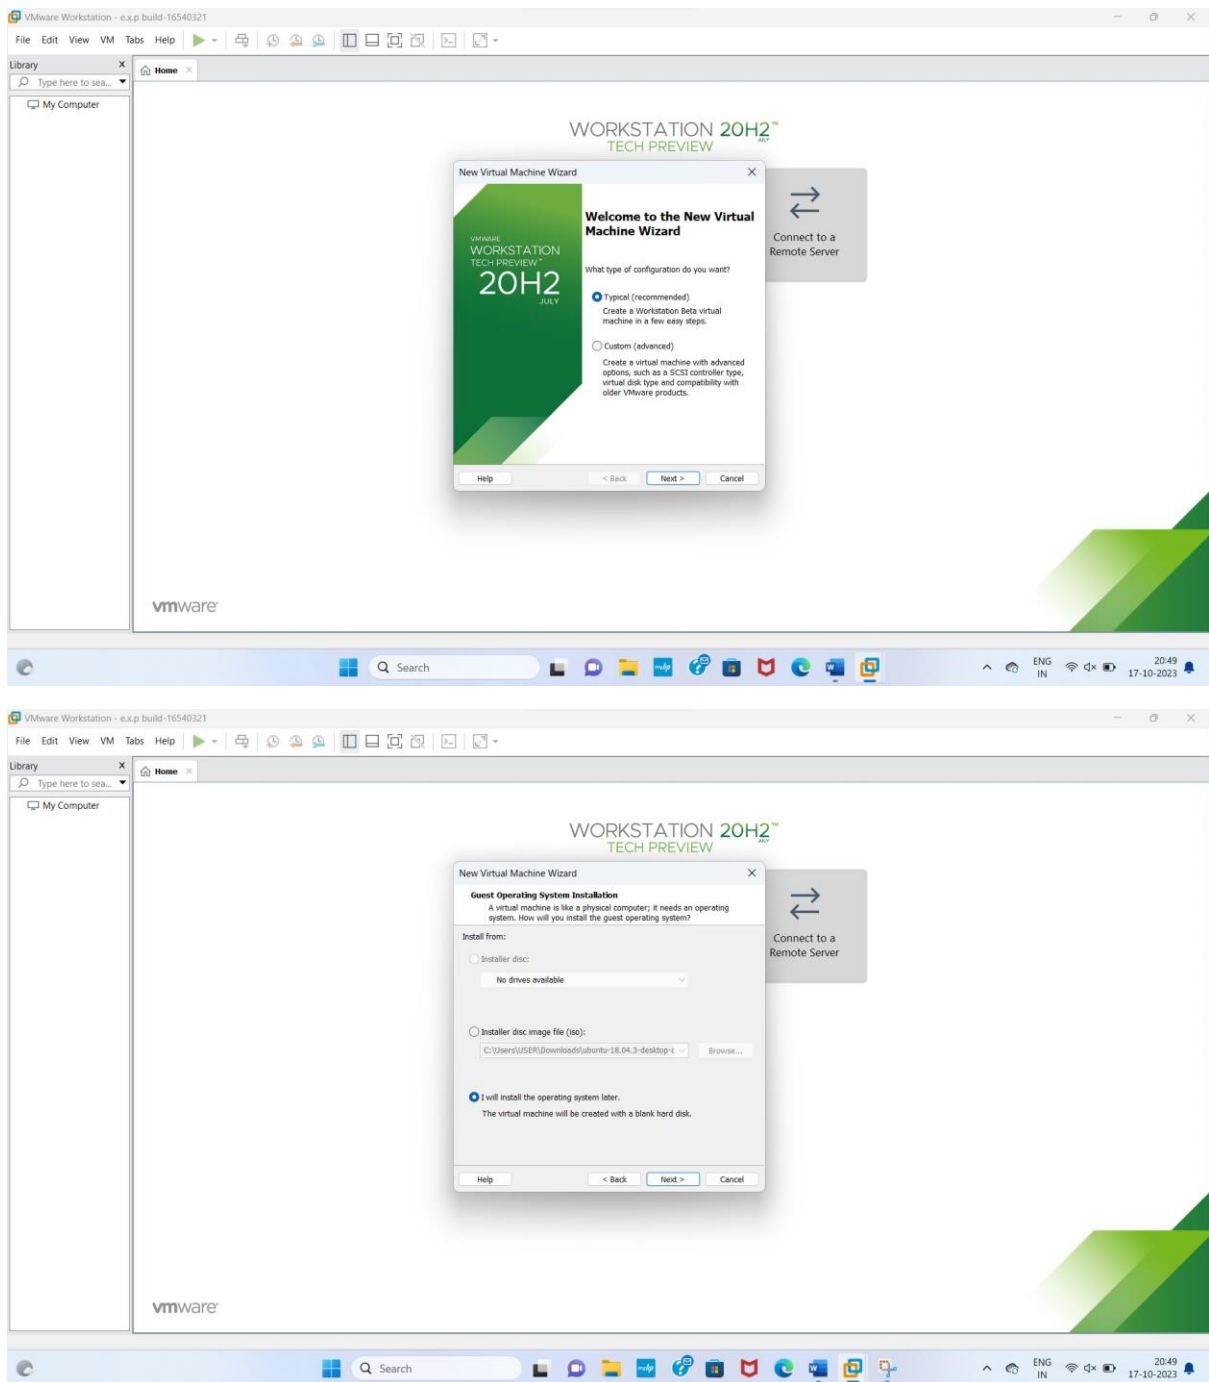 VMware Workstation - e.x.p build-16540321
File Edit View VM Tabs Help
Library X
Home
Type here to sea...
My Computer
WORKSTATION 20H2™
JULY
TECH PREVIEW
New Virtual Machine Wizard
VMWARE
WORKSTATION
TECH PREVIEW™
20H2
JULY
Welcome to the New Virtual
Machine Wizard
What type of configuration do you want?
Typical (recommended)
Create a Workstation Beta virtual
machine in a few easy steps.
Custom (advanced)
Create a virtual machine with advanced
options, such as a SCSI controller type,
virtual disk type and compatibility with
older VMware products.
Connect to a
Remote Server
Help < Back Next > Cancel
vmware
Search
ENG
IN
20:49
17-10-2023
VMware Workstation - e.x.p build-16540321
File Edit View VM Tabs Help
Library X
Home
Type here to sea...
My Computer
WORKSTATION 20H2™
JULY
TECH PREVIEW
New Virtual Machine Wizard
Guest Operating System Installation
A virtual machine is like a physical computer; it needs an operating
system. How will you install the guest operating system?
Install from:
Installer disc:
No drives available
Installer disc image file (iso):
C:\Users\USER\Downloads\ubuntu-18.04.3-desktop-a Browse...
I will install the operating system later.
The virtual machine will be created with a blank hard disk.
Connect to a
Remote Server
Help < Back Next > Cancel
vmware
Search
ENG
IN
20:49
17-10-2023